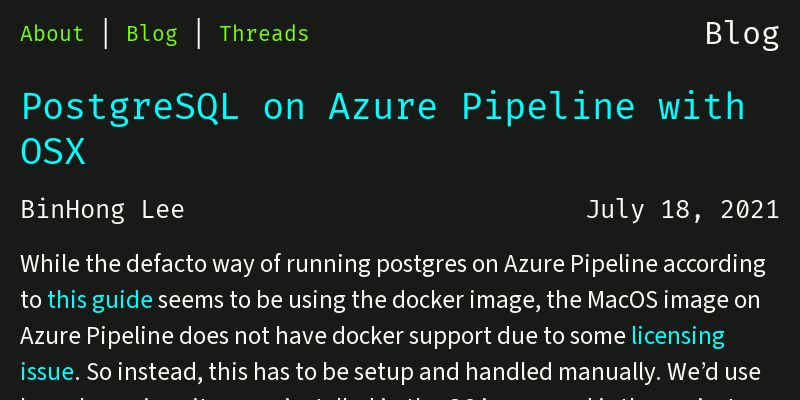 About | Blog | Threads
Blog
PostgreSQL on Azure Pipeline with
OSX
BinHong Lee
July 18, 2021
While the defacto way of running postgres on Azure Pipeline according
to this guide seems to be using the docker image, the MacOS image on
Azure Pipeline does not have docker support due to some licensing
issue. So instead, this has to be setup and handled manually. We’d use